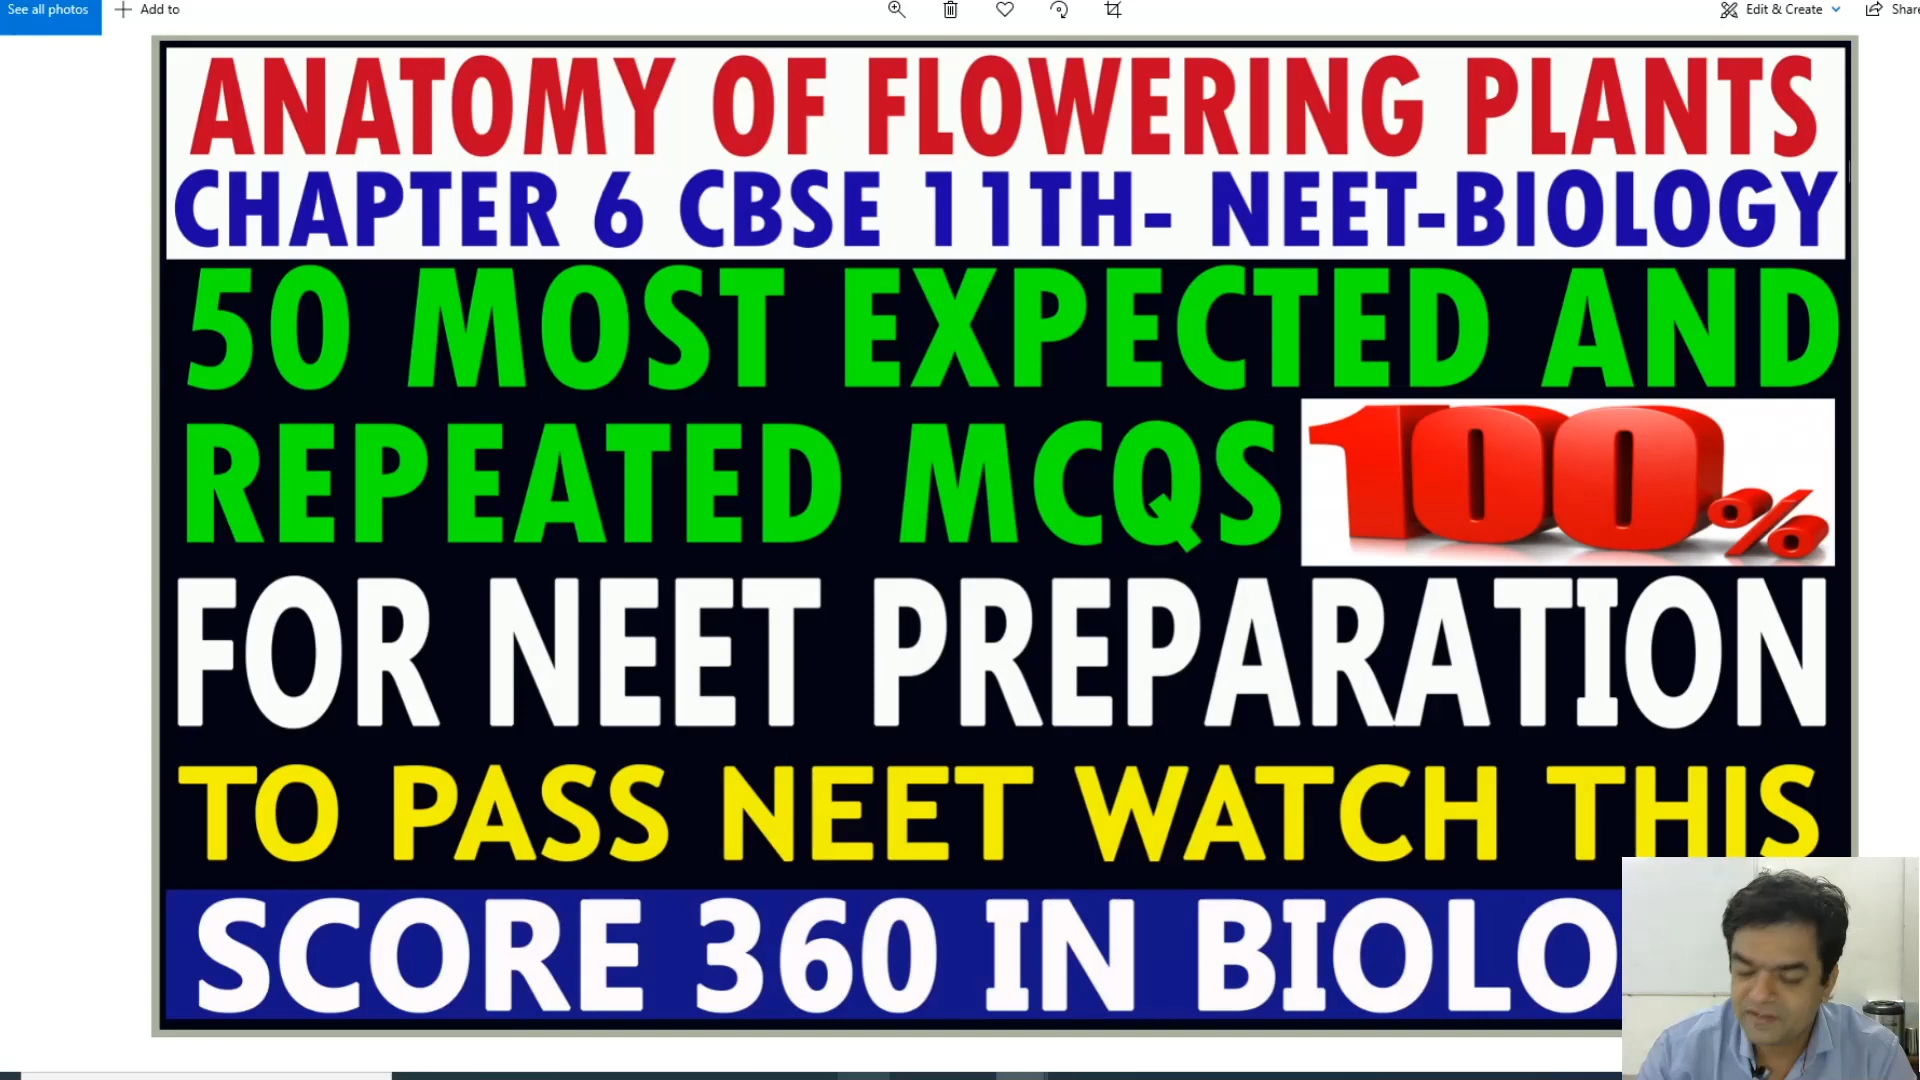 See all photos
Add to
Edit & Create
Share
ANATOMY OF FLOWERING PLANTS
CHAPTER 6 CBSE 11TH- NEET-BIOLOGY
50 MOST EXPECTED AND
REPEATED MCQS 100%
FOR NEET PREPARATION
TO PASS NEET WATCH THIS
SCORE 360 IN BIOLO